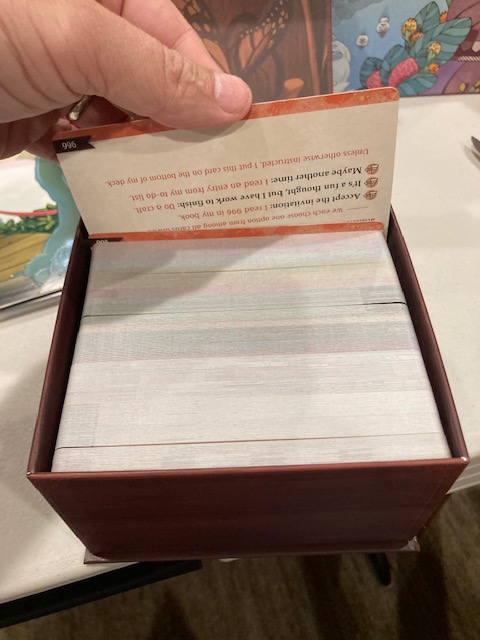 We each choose one option from among all cards
Accept the invitation: I read 996 in my book.
It's a fun thought, but I have work to finish: Do a craft.
Maybe another time: I read an entry from my to-do list.
Unless otherwise instructed, I put this card on the bottom of my deck.
996